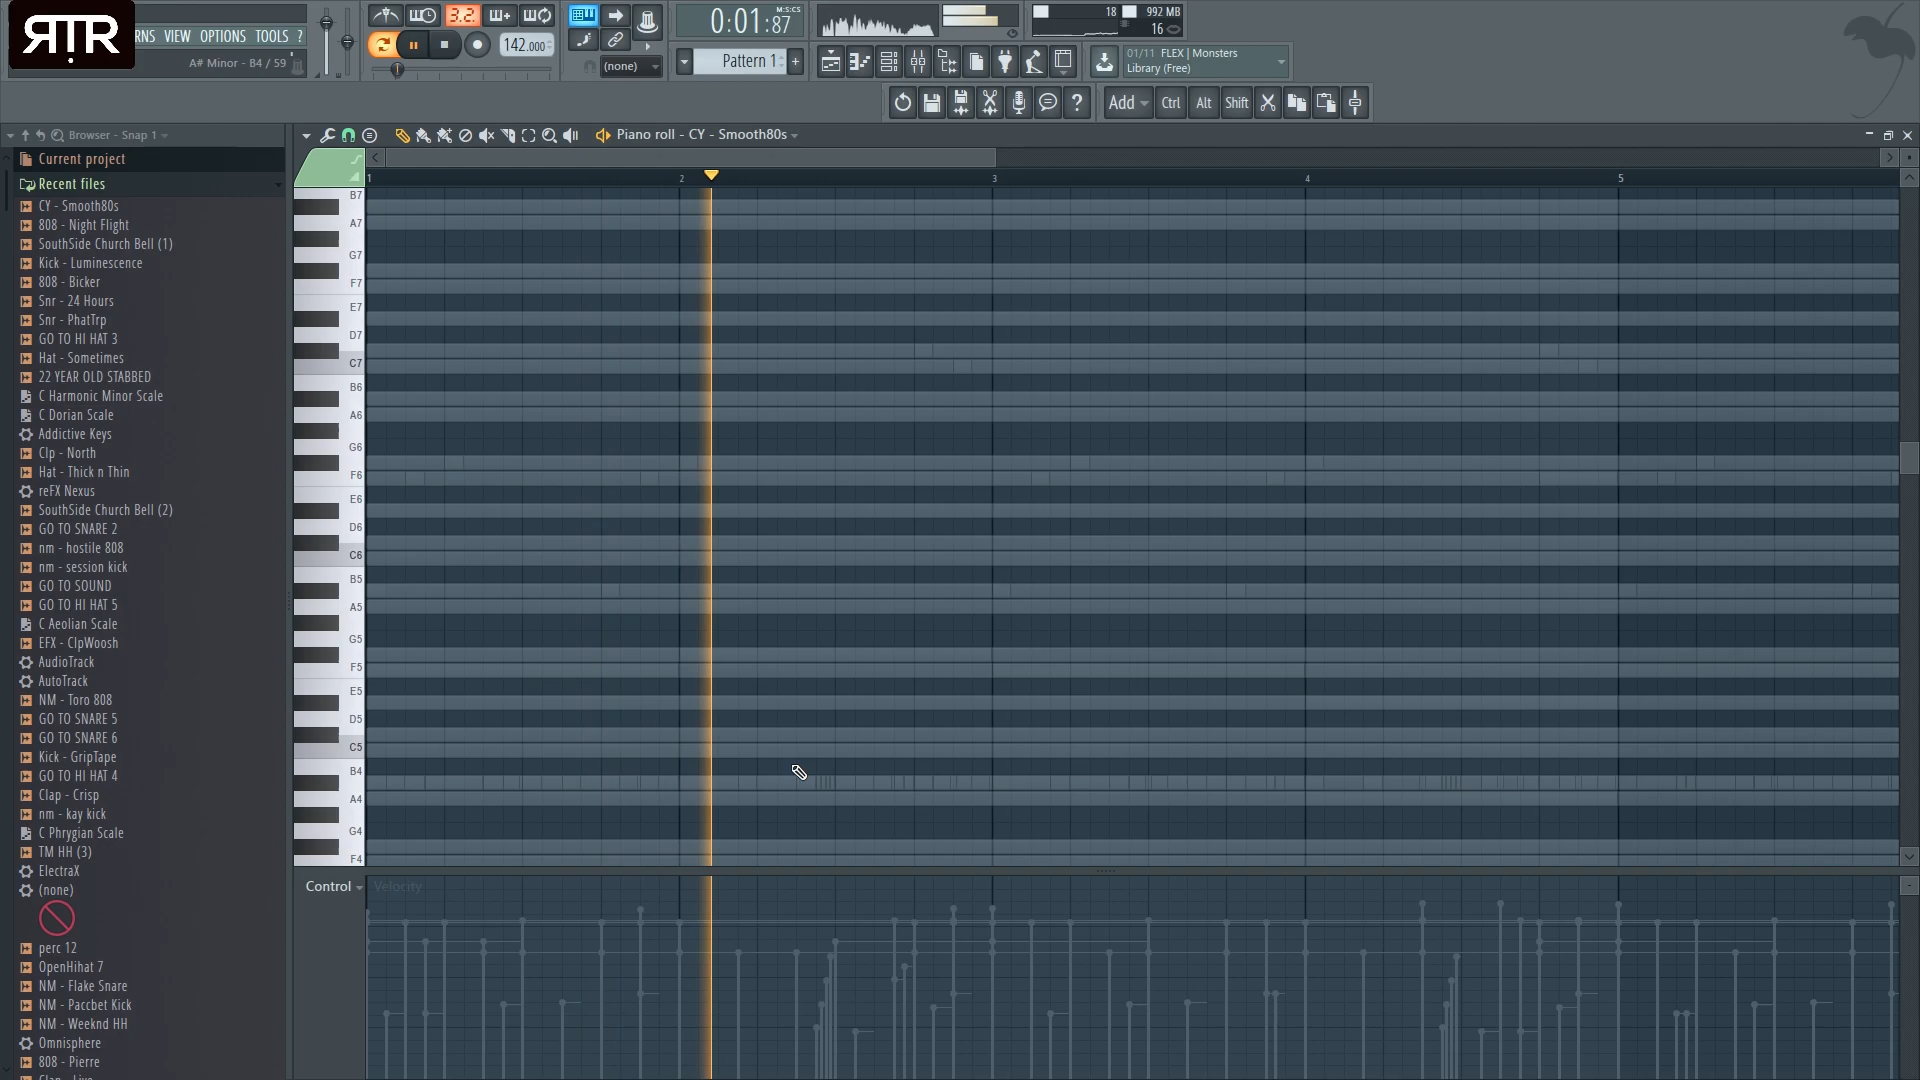 RTR
RNS VIEW OPTIONS TOOLS ?
A# Minor - B4 / 59
3.2.
142.000
(none)
0:01:87
M:S:CS
Pattern 1
+
18
992 MB
16
01/11 FLEX | Monsters
Library (Free)
?
Add
Ctrl
Alt
Shift
Browser - Snap 1
Piano roll - CY - Smooth80s
Current project
Recent files
CY - Smooth80s
808 - Night Flight
SouthSide Church Bell (1)
Kick - Luminescence
808 - Bicker
Snr - 24 Hours
Snr - PhatTrp
GO TO HI HAT 3
Hat - Sometimes
22 YEAR OLD STABBED
C Harmonic Minor Scale
C Dorian Scale
Addictive Keys
Clp - North
Hat - Thick n Thin
reFX Nexus
SouthSide Church Bell (2)
GO TO SNARE 2
nm - hostile 808
nm - session kick
GO TO SOUND
GO TO HI HAT 5
C Aeolian Scale
EFX - ClpWoosh
AudioTrack
AutoTrack
NM - Toro 808
GO TO SNARE 5
GO TO SNARE 6
Kick - GripTape
GO TO HI HAT 4
Clap - Crisp
nm - kay kick
C Phrygian Scale
TM HH (3)
ElectraX
(none)
perc 12
OpenHihat 7
NM - Flake Snare
NM - Paccbet Kick
NM - Weeknd HH
Omnisphere
808 - Pierre
Clap - Live
1
2
3
4
5
B7
A7
G7
F7
E7
D7
C7
B6
A6
G6
F6
E6
D6
C6
B5
A5
G5
F5
E5
D5
C5
B4
A4
G4
F4
Control
Velocity